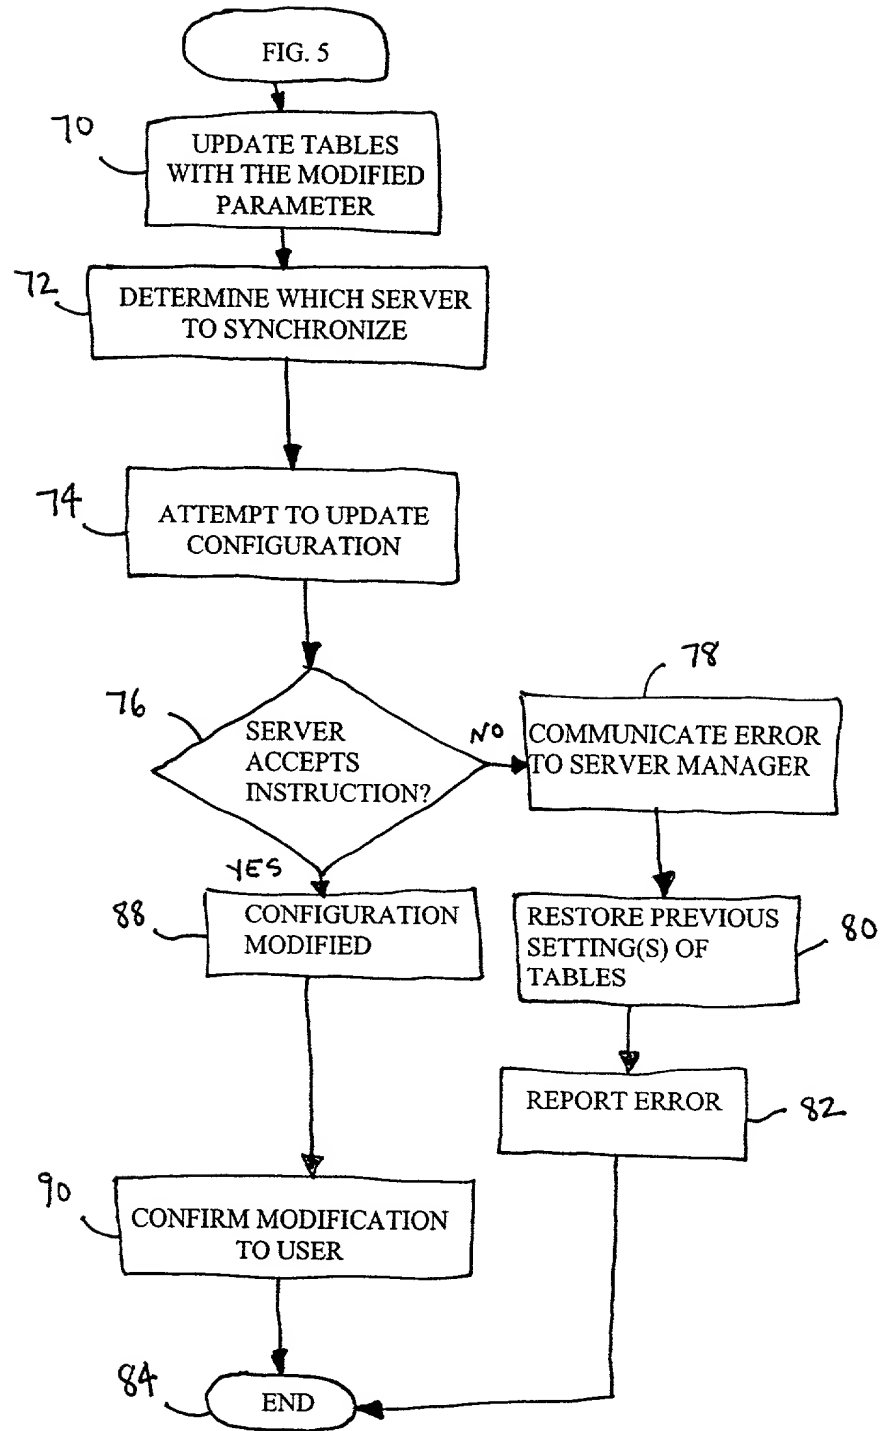 FIG. 5
70
UPDATE TABLES
WITH THE MODIFIED
PARAMETER
72
DETERMINE WHICH SERVER
TO SYNCHRONIZE
74
ATTEMPT TO UPDATE
CONFIGURATION
76
SERVER
ACCEPTS
INSTRUCTION?
NO
78
COMMUNICATE ERROR
TO SERVER MANAGER
YES
88
CONFIGURATION
MODIFIED
RESTORE PREVIOUS
SETTING(S) OF
TABLES
80
REPORT ERROR
82
90
CONFIRM MODIFICATION
TO USER
84
END